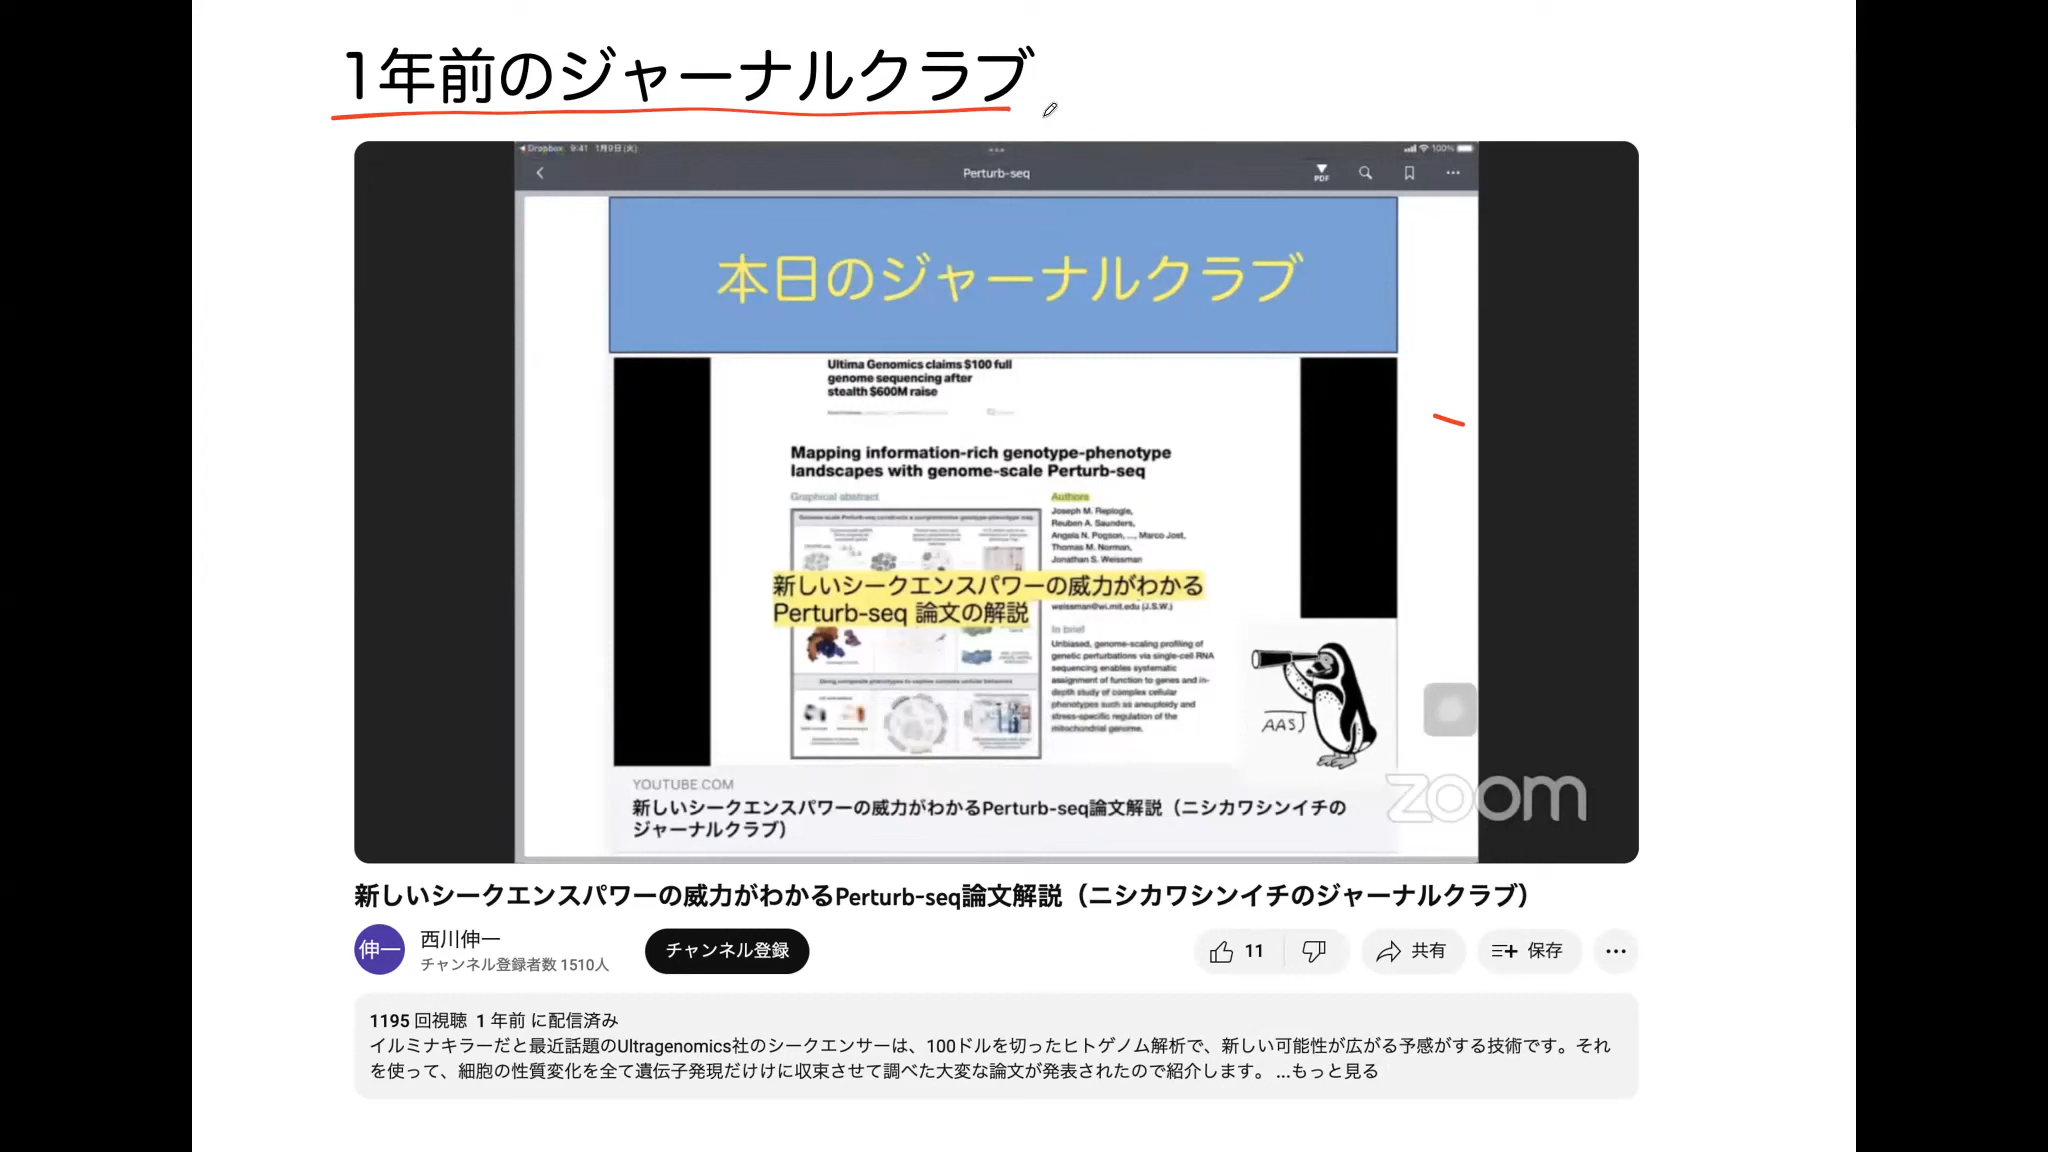 1年前のジャーナルクラブ
Dropbox 9:41 1月9日(火)
100%
Perturb-seq
PDF
本日のジャーナルクラブ
Ultima Genomics claims $100 full
genome sequencing after
stealth $600M raise
Mapping information-rich genotype-phenotype
landscapes with genome-scale Perturb-seq
Graphical abstract
Authors
Joseph M. Replogle,
Reuben A. Saunders,
Angela N. Pogson, ..., Marco Jost,
Thomas M. Norman,
Jonathan S. Weissman
新しいシークエンスパワーの威力がわかる
Perturb-seq 論文の解説
weissman@wi.mit.edu (J.S.W.)
In brief
Unbiased, genome-scaling profiling of
genetic perturbations via single-cell RNA
sequencing enables systematic
assignment of function to genes and in-
depth study of complex cellular
phenotypes such as aneuploidy and
stress-specific regulation of the
mitochondrial genome.
AASJ
YOUTUBE.COM
新しいシークエンスパワーの威力がわかるPerturb-seq論文解説（ニシカワシンイチの
ジャーナルクラブ）
zoom
新しいシークエンスパワーの威力がわかるPerturb-seq論文解説（ニシカワシンイチのジャーナルクラブ）
伸一
西川伸一
チャンネル登録者数 1510人
チャンネル登録
11
共有
保存
1195 回視聴 1 年前 に配信済み
イルミナキラーだと最近話題のUltragenomics社のシークエンサーは、100ドルを切ったヒトゲノム解析で、新しい可能性が広がる予感がする技術です。それ
を使って、細胞の性質変化を全て遺伝子発現だけけに収束させて調べた大変な論文が発表されたので紹介します。 ...もっと見る